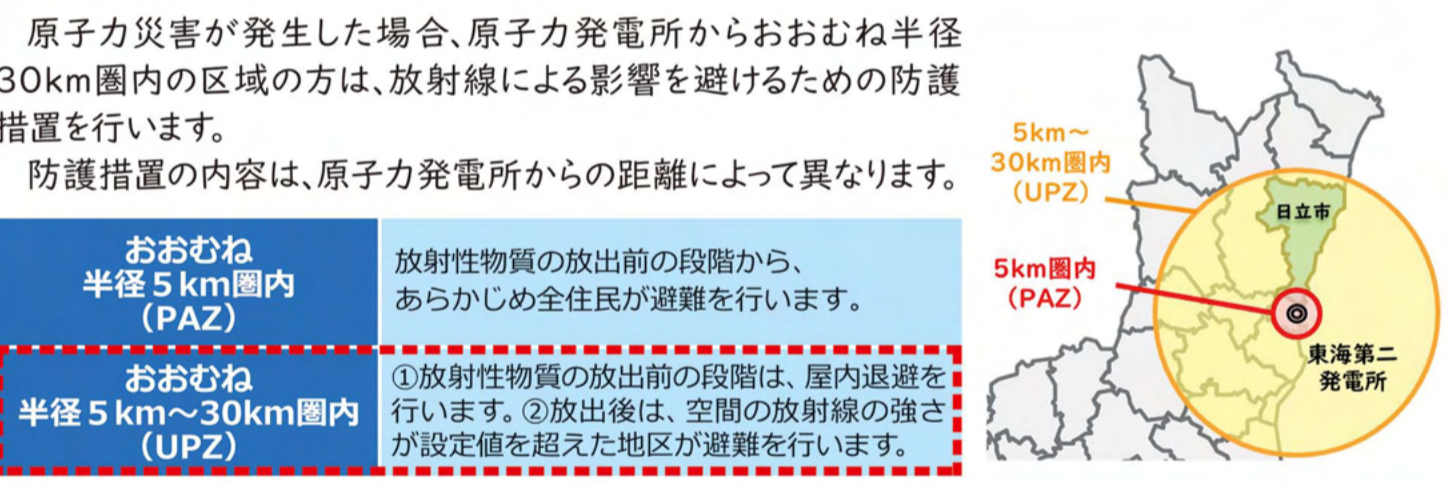 原子力災害が発生した場合、原子力発電所からおおむね半径
30km圏内の区域の方は、放射線による影響を避けるための防護
措置を行います。
防護措置の内容は、原子力発電所からの距離によって異なります。
おおむね
半径5km圏内
(PAZ)
放射性物質の放出前の段階から、
あらかじめ全住民が避難を行います。
おおむね
半径5km～30km圏内
(UPZ)
①放射性物質の放出前の段階は、屋内退避を
行います。②放出後は、空間の放射線の強さ
が設定値を超えた地区が避難を行います。
5km～
30km圏内
(UPZ)
日立市
5km圏内
(PAZ)
東海第二
発電所